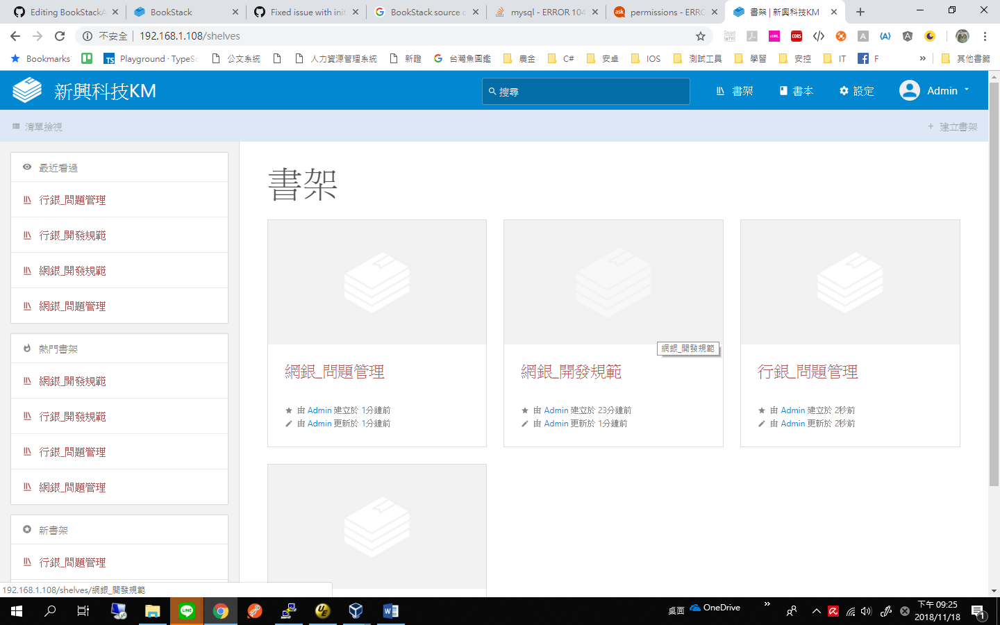 Editing BookStackA
BookStack
Fixed issue with init
BookStack source c
mysql - ERROR 104
permissions - ERRC
書架 | 新興科技KM
不安全 | 192.168.1.108/shelves
Bookmarks
Playground · TypeSc
公文系統
人力資源管理系統
新證
台灣魚圖鑑
農金
C#
安卓
IOS
測試工具
學習
安控
IT
F
»
其他書籤
新興科技KM
搜尋
書架
書本
設定
Admin
清單檢視
+ 建立書架
最近看過
行銀_問題管理
行銀_開發規範
網銀_開發規範
網銀_問題管理
熱門書架
網銀_開發規範
行銀_開發規範
行銀_問題管理
網銀_問題管理
新書架
行銀_問題管理
書架
網銀_問題管理
由 Admin 建立於 1分鐘前
由 Admin 更新於 1分鐘前
網銀_開發規範
網銀_開發規範
由 Admin 建立於 23分鐘前
由 Admin 更新於 1分鐘前
行銀_問題管理
由 Admin 建立於 2秒前
由 Admin 更新於 2秒前
192.168.1.108/shelves/網銀_開發規範
桌面
OneDrive
»
下午 09:25
2018/11/18
1